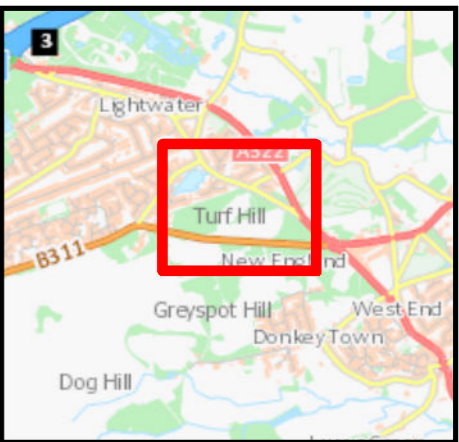 3
Lightwater
A322
Turf Hill
B311
New England
Greyspot Hill
West End
Donkey Town
Dog Hill